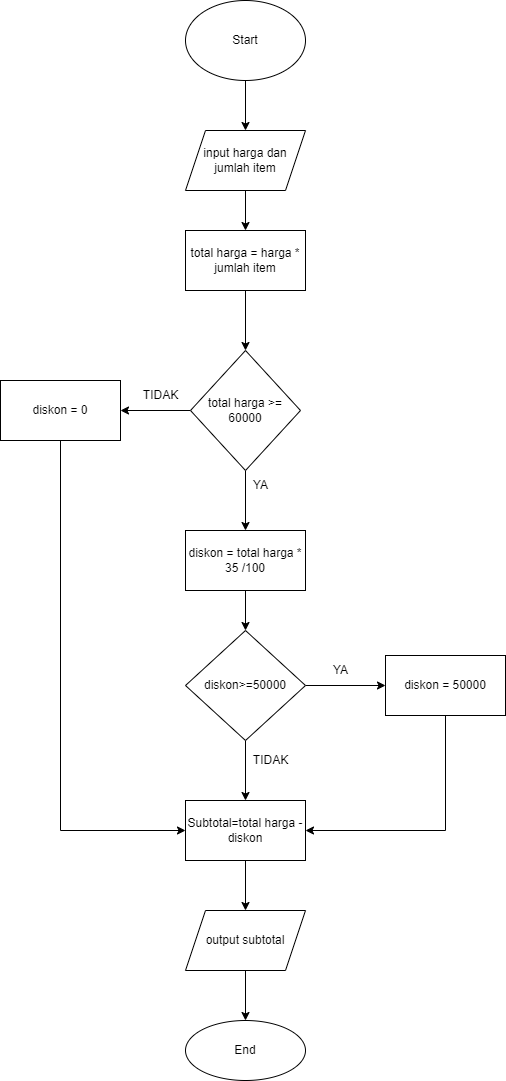 Start
input harga dan
jumlah item
total harga = harga *
jumlah item
TIDAK
total harga >=
60000
diskon = 0
YA
diskon = total harga *
35 /100
YA
diskon>=50000
diskon = 50000
TIDAK
Subtotal=total harga -
diskon
output subtotal
End